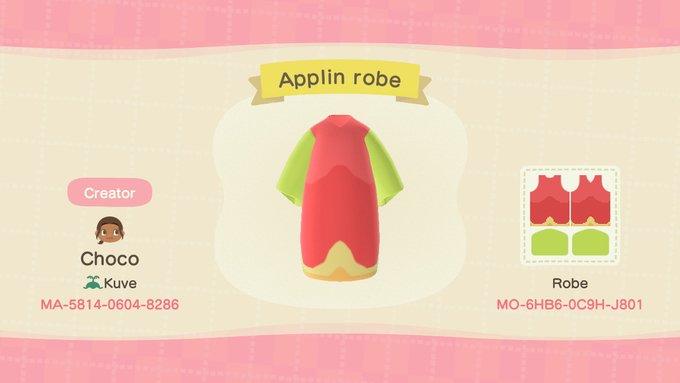 Applin robe
Creator
Choco
Kuve
MA-5814-0604-8286
Robe
MO-6HB6-0C9H-J801